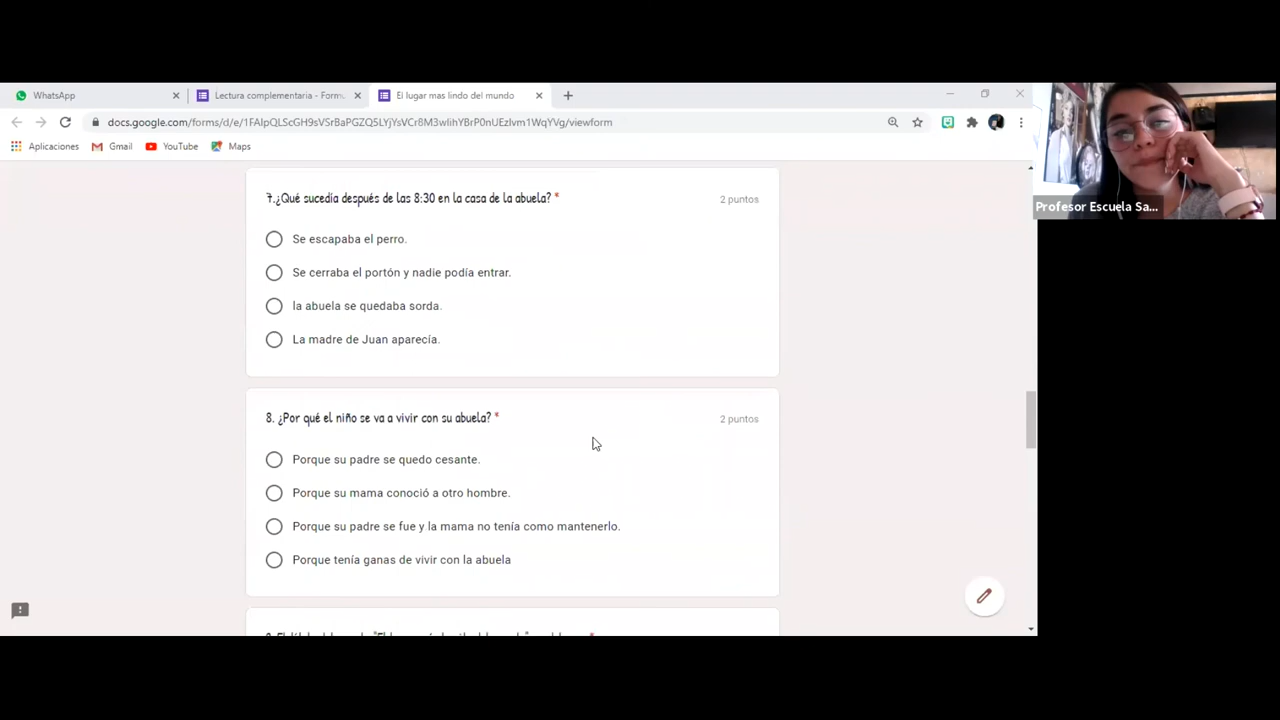 WhatsApp
Lectura complementaria - Formu
El lugar mas lindo del mundo
docs.google.com/forms/d/e/1FAIpQLScGH9sVSrBaPGZQ5LYjYsVCr8M3wIihYBrP0nUEzIvm1WqYVg/viewform
Aplicaciones
Gmail
YouTube
Maps
Profesor Escuela Sa...
7.¿Qué sucedía después de las 8:30 en la casa de la abuela? *
2 puntos
Se escapaba el perro.
Se cerraba el portón y nadie podía entrar.
la abuela se quedaba sorda.
La madre de Juan aparecía.
8. ¿Por qué el niño se va a vivir con su abuela? *
2 puntos
Porque su padre se quedo cesante.
Porque su mama conoció a otro hombre.
Porque su padre se fue y la mama no tenía como mantenerlo.
Porque tenía ganas de vivir con la abuela